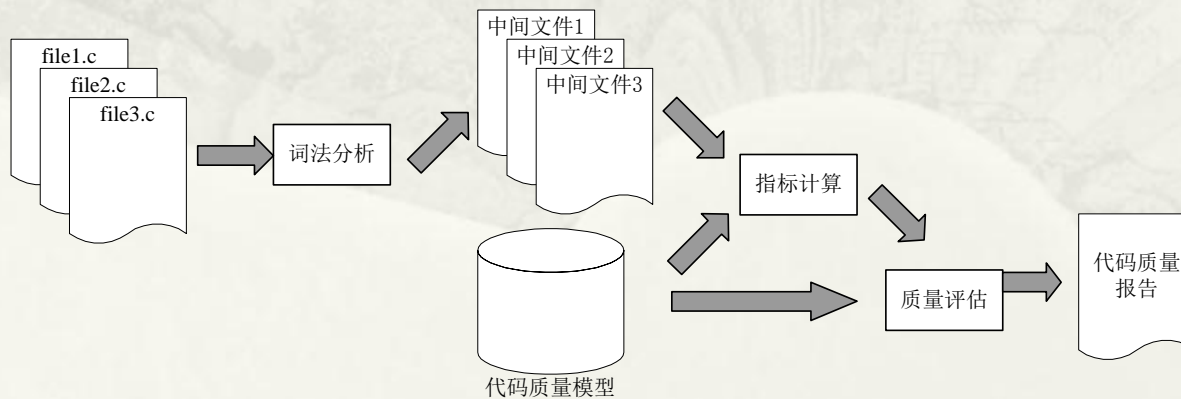 file1.c
file2.c
file3.c
词法分析
中间文件1
中间文件2
中间文件3
代码质量模型
指标计算
质量评估
代码质量
报告